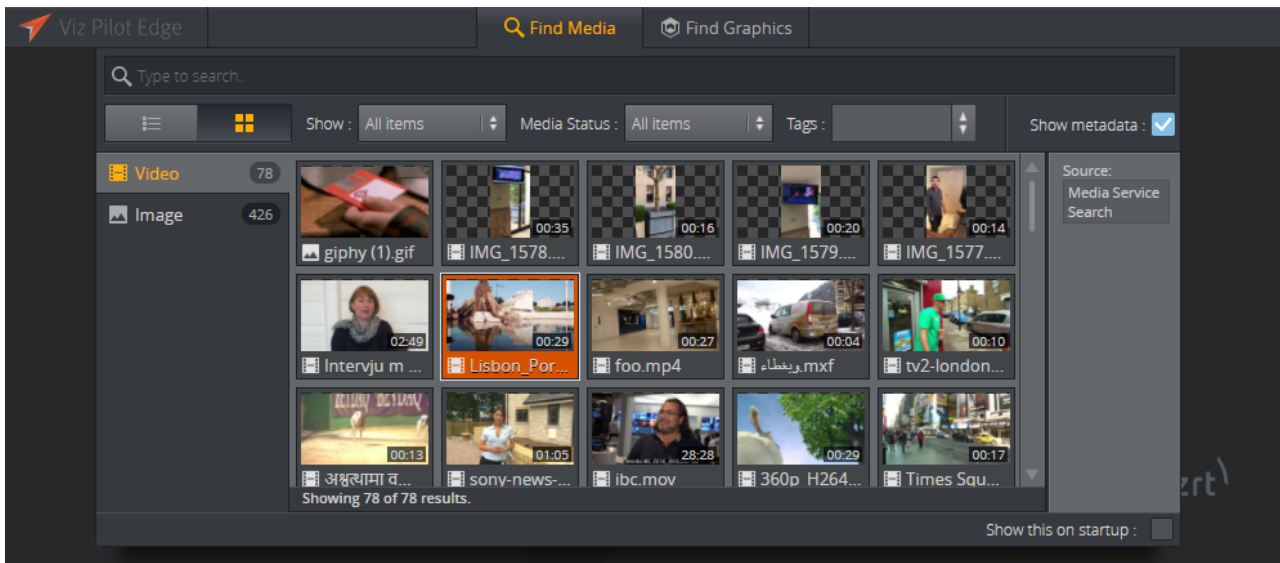 Viz Pilot Edge
Find Media
Find Graphics
Type to search..
Show :
All items
Media Status :
All items
Tags :
Show metadata :
Video
78
Image
426
giphy (1).gif
00:35
IMG_1578....
00:16
IMG_1580....
00:20
IMG_1579....
00:14
IMG_1577....
Source:
Media Service
Search
02:49
Intervju m ...
00:29
Lisbon_Por...
00:27
foo.mp4
00:04
وبغطاء.mxf
00:10
tv2-london...
00:13
अश्वत्थामा व...
01:05
sony-news-...
28:28
ibc.mov
00:29
360p_H264...
00:17
Times Squ...
Showing 78 of 78 results.
zrt
Show this on startup :